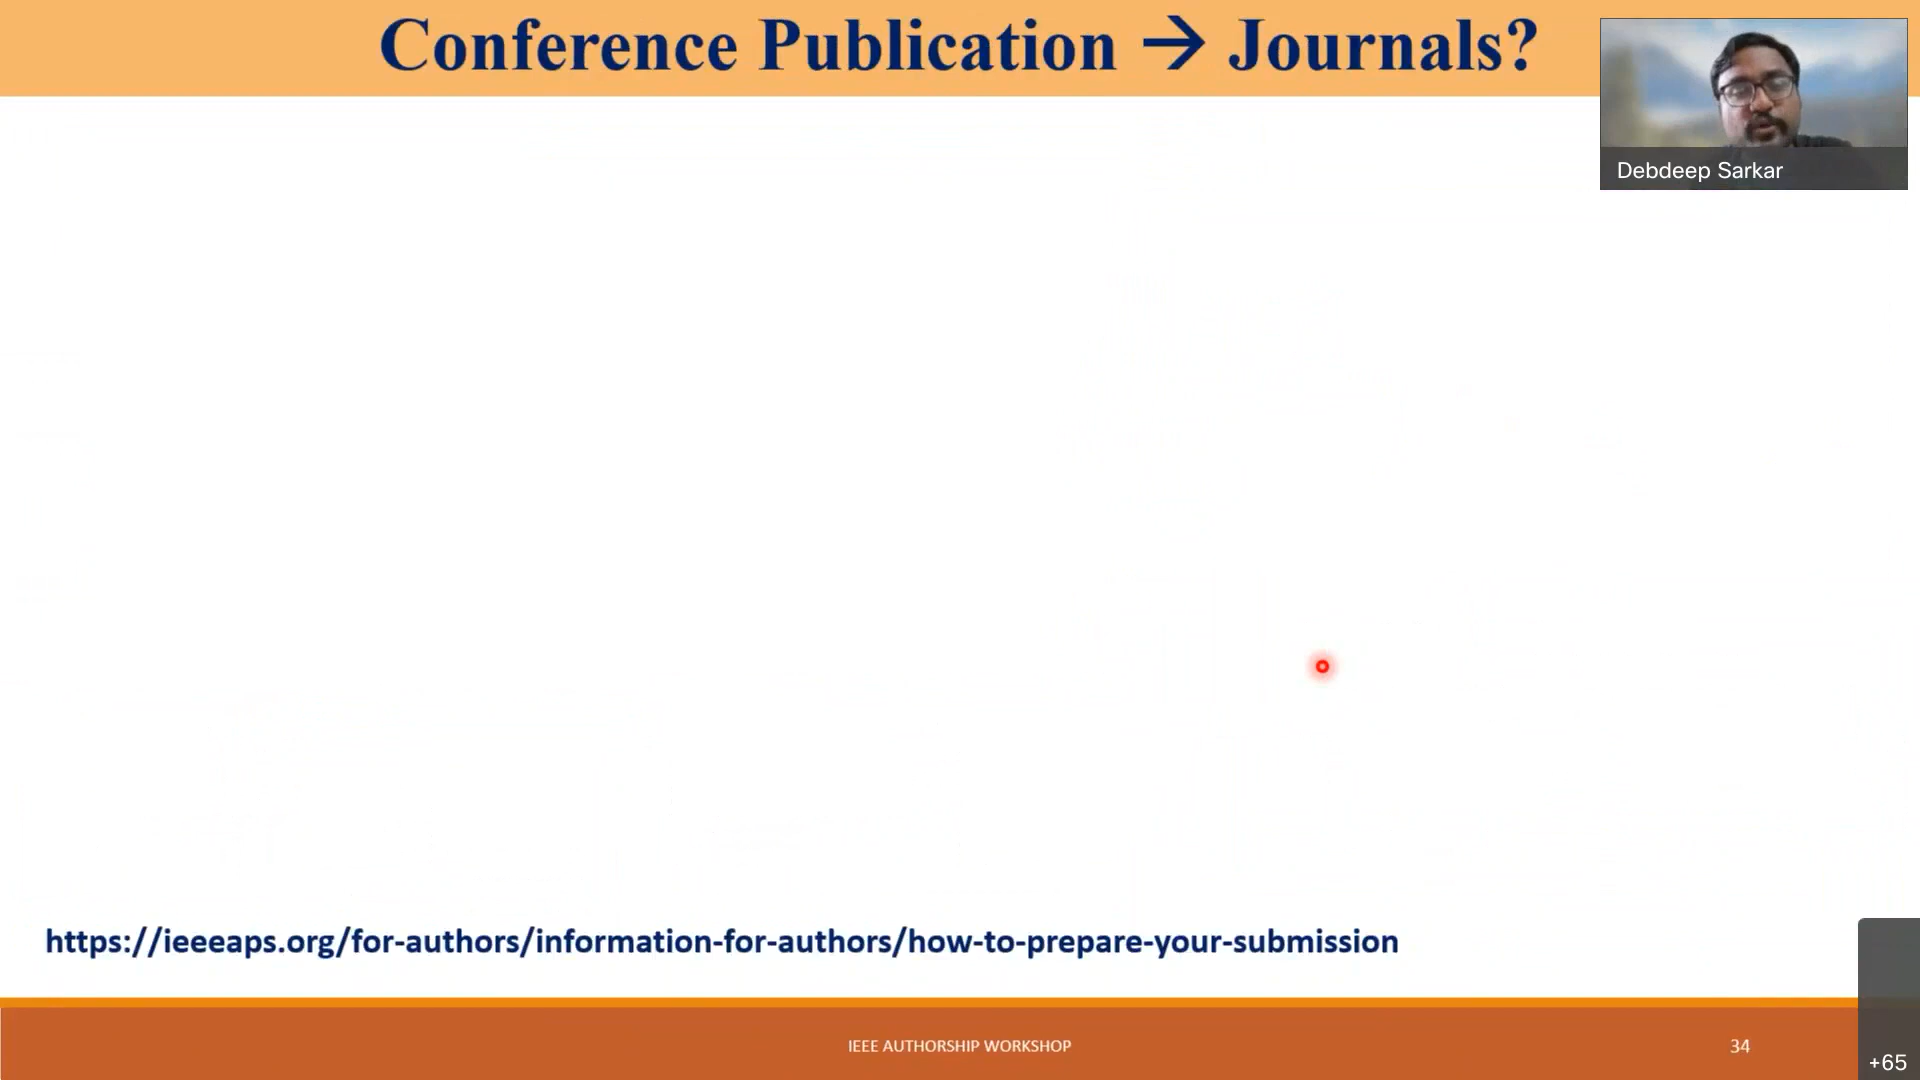 Conference Publication → Journals?
Debdeep Sarkar
https://ieeeaps.org/for-authors/information-for-authors/how-to-prepare-your-submission
IEEE AUTHORSHIP WORKSHOP
34
+65